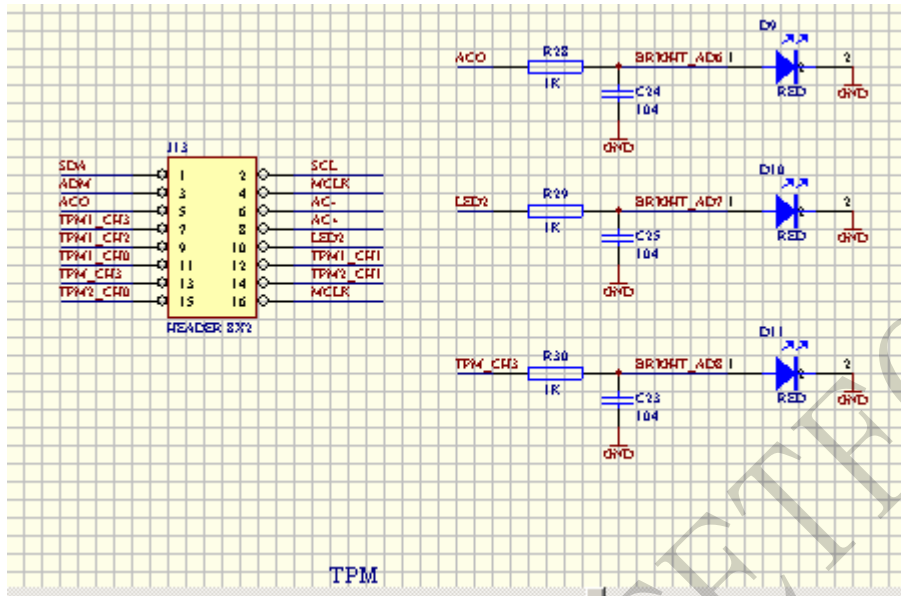 D9
ACO R28 BRIGHT_AD6 1 2
1K C24 RED GND
104
GND
J13
SDA 1 2 SCL
ADM 3 4 MCLK
ACO 5 6 AC-
TPM1_CH3 7 8 AC+
TPM1_CH2 9 10 LED2
TPM1_CH0 11 12 TPM1_CH1
TPM_CH3 13 14 TPM2_CH1
TPM2_CH0 15 16 MCLK
HEADER 8X2
D10
LED2 R29 BRIGHT_AD7 1 2
1K C25 RED GND
104
GND
D11
TPM_CH3 R30 BRIGHT_AD8 1 2
1K C23 RED GND
104
GND
TPM